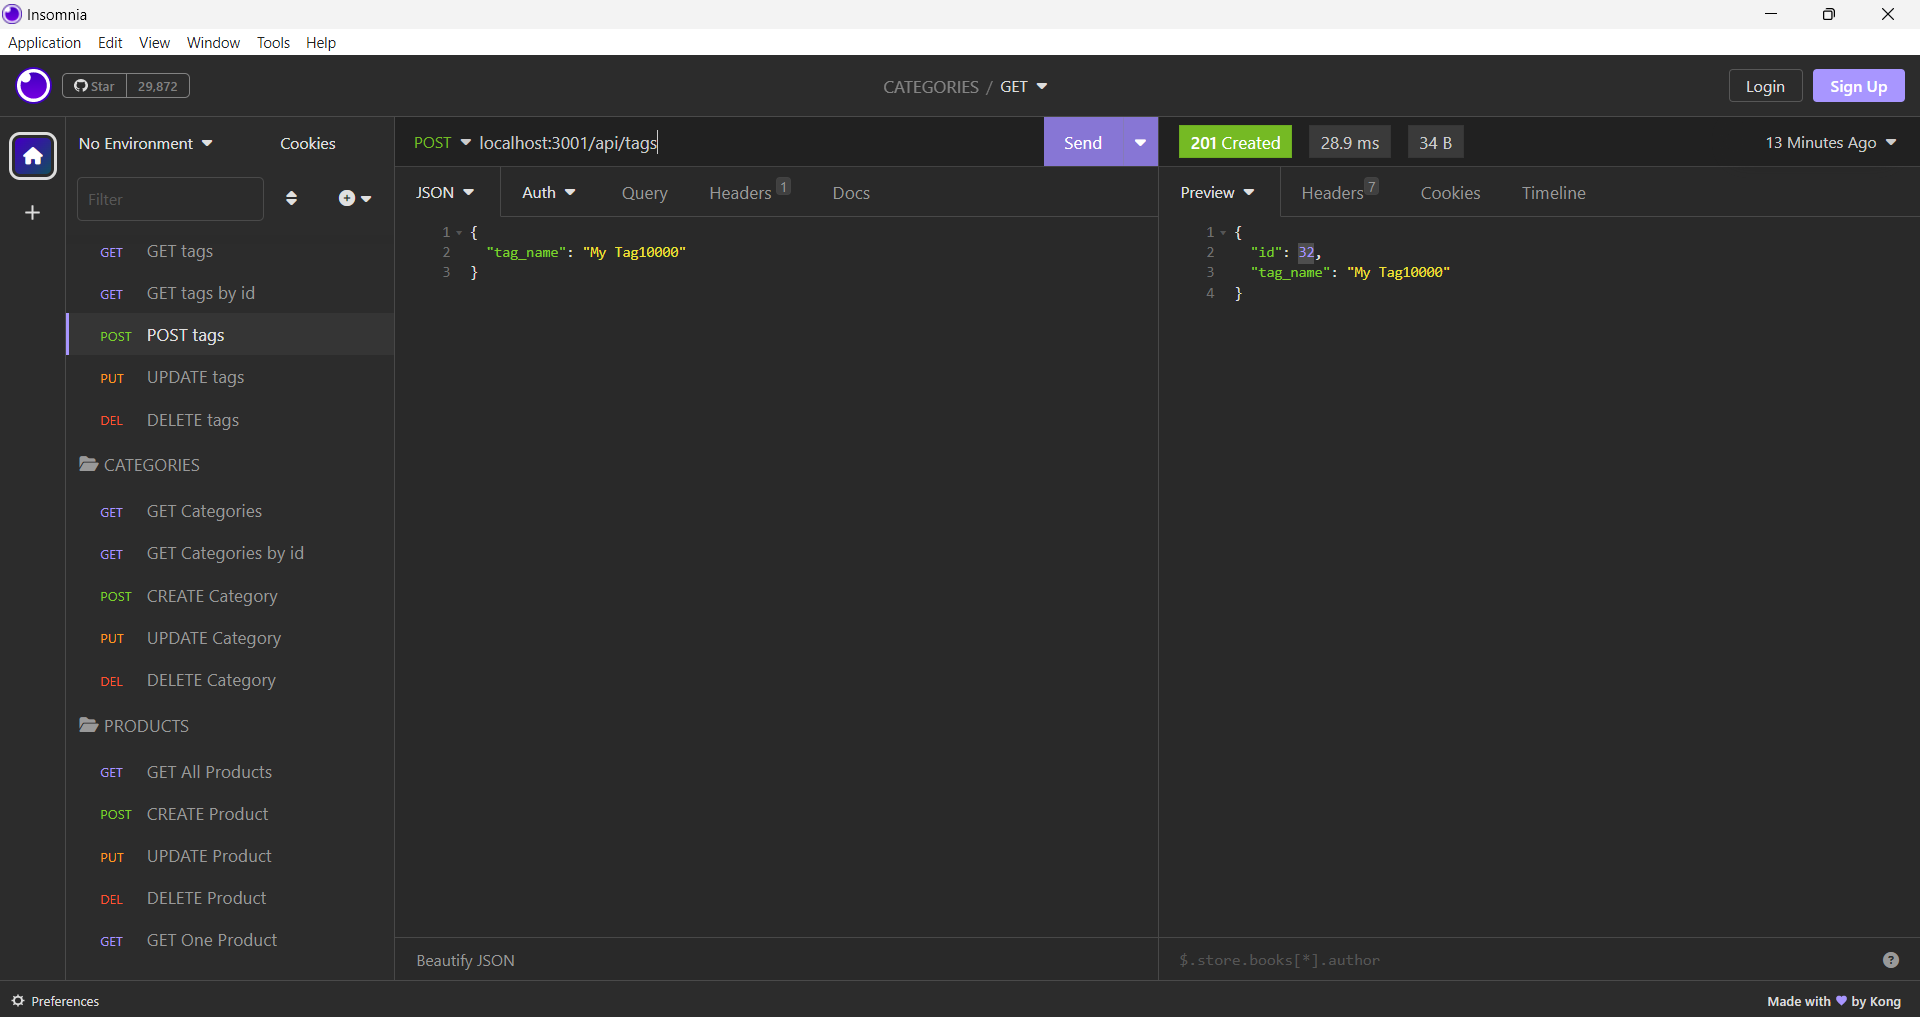 Insomnia
Application Edit View Window Tools Help
Star 29,872
CATEGORIES / GET
Login Sign Up
No Environment Cookies
Filter
GET GET tags
GET GET tags by id
POST POST tags
PUT UPDATE tags
DEL DELETE tags
CATEGORIES
GET GET Categories
GET GET Categories by id
POST CREATE Category
PUT UPDATE Category
DEL DELETE Category
PRODUCTS
GET GET All Products
POST CREATE Product
PUT UPDATE Product
DEL DELETE Product
GET GET One Product
POST localhost:3001/api/tags Send
JSON Auth Query Headers 1 Docs
1 {
2 "tag_name": "My Tag10000"
3 }
Beautify JSON
201 Created 28.9 ms 34 B 13 Minutes Ago
Preview Headers 7 Cookies Timeline
1 {
2 "id": 32,
3 "tag_name": "My Tag10000"
4 }
$.store.books[*].author ?
Preferences
Made with 💜 by Kong